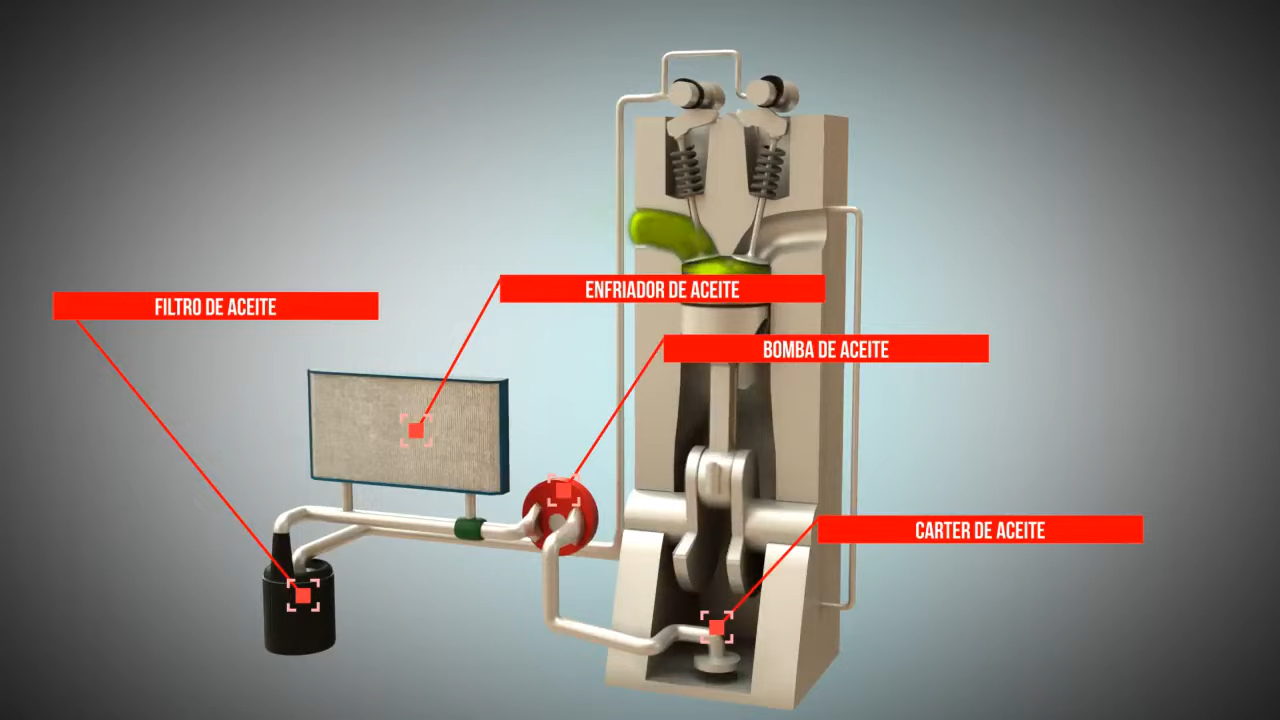 ENFRIADOR DE ACEITE
FILTRO DE ACEITE
BOMBA DE ACEITE
CARTER DE ACEITE